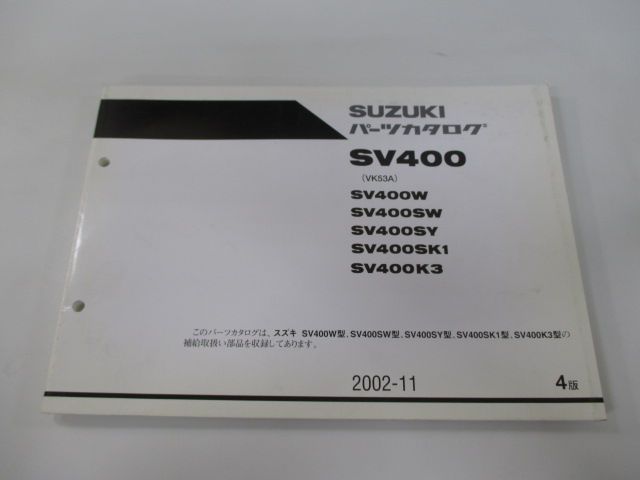 SUZUKI
パーツカタログ
SV400
(VK53A)
SV400W
SV400SW
SV400SY
SV400SK1
SV400K3
このパーツカタログは、スズキ SV400W型、SV400SW型、SV400SY型、SV400SK1型、SV400K3型の
補給取扱い部品を収録してあります。
2002-11
4版